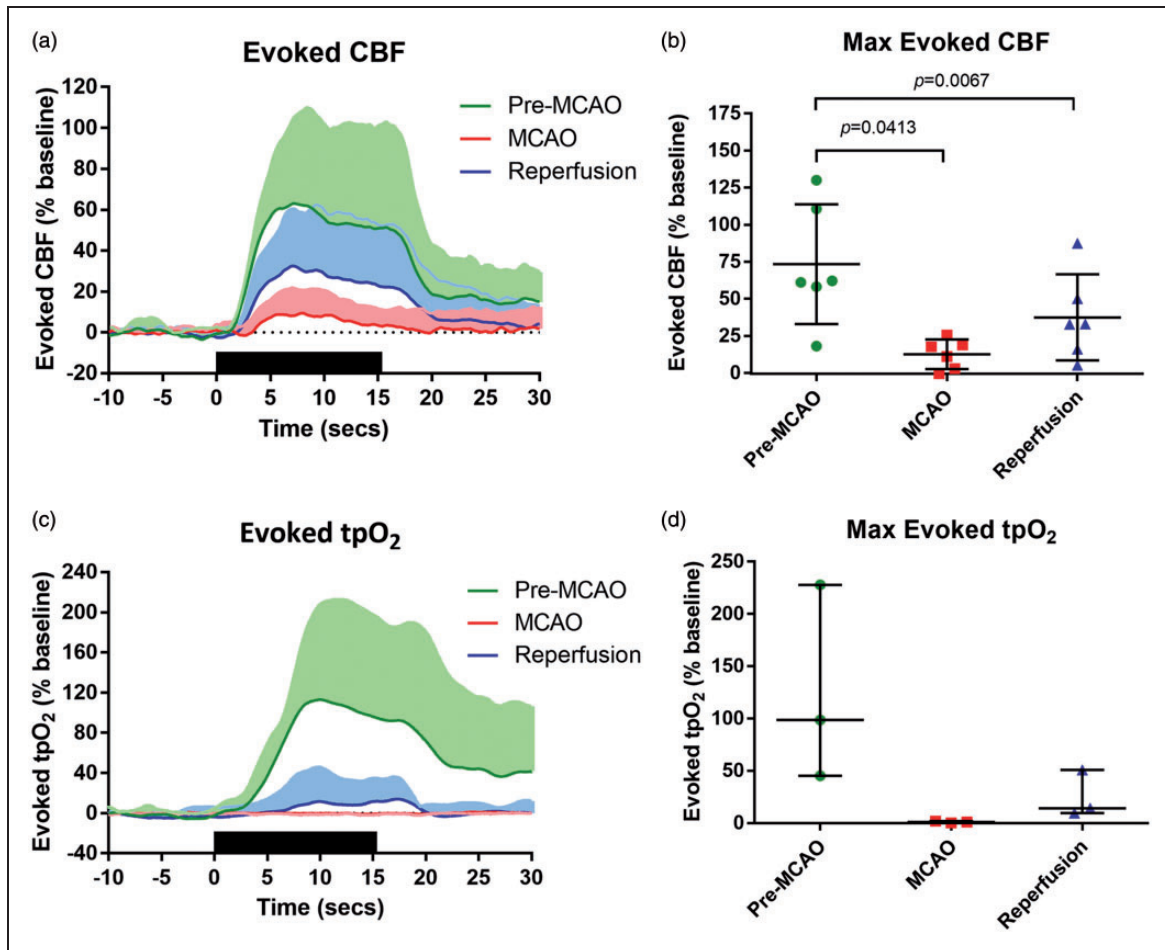 (a)
Evoked CBF
Evoked CBF (% baseline)
120
100
80
60
40
20
0
-20
-10 -5 0 5 10 15 20 25 30
Time (secs)
Pre-MCAO
MCAO
Reperfusion
(b)
Max Evoked CBF
p=0.0067
p=0.0413
Evoked CBF (% baseline)
175
150
125
100
75
50
25
0
Pre-MCAO
MCAO
Reperfusion
(c)
Evoked tpO₂
Evoked tpO₂ (% baseline)
240
200
160
120
80
40
0
-40
-10 -5 0 5 10 15 20 25 30
Time (secs)
Pre-MCAO
MCAO
Reperfusion
(d)
Max Evoked tpO₂
Evoked tpO₂ (% baseline)
250
200
150
100
50
0
Pre-MCAO
MCAO
Reperfusion